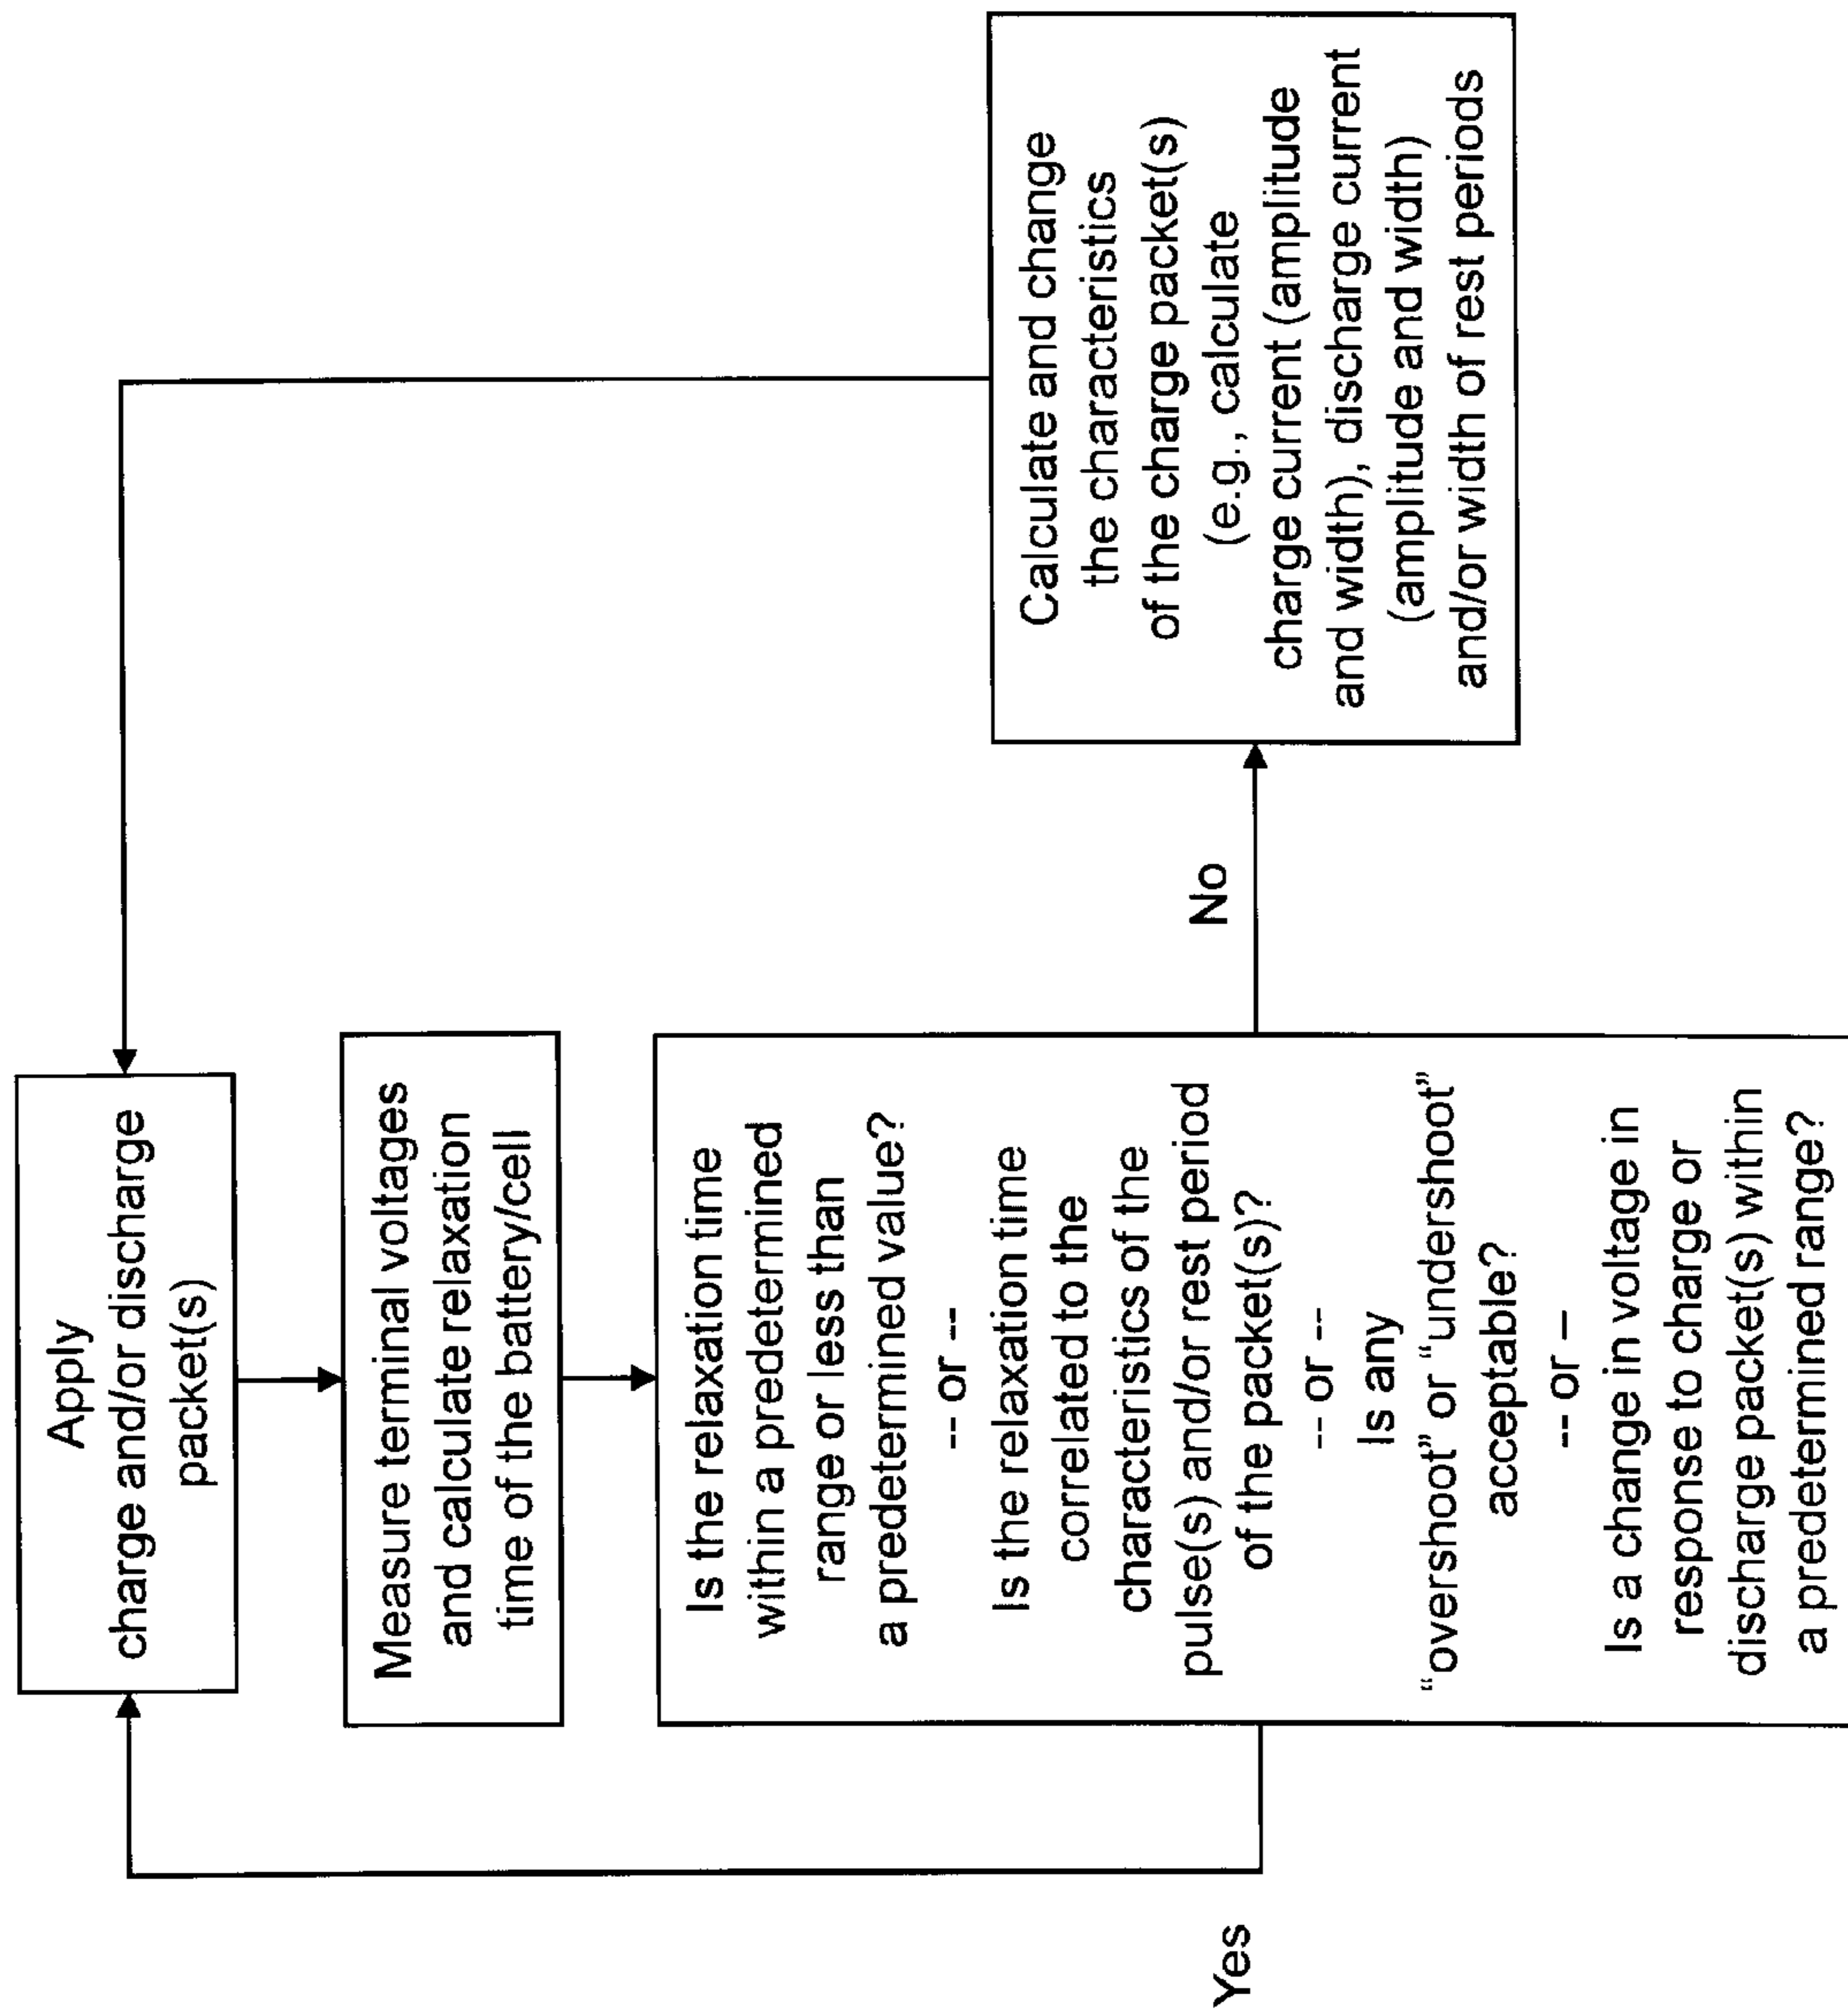 Apply
charge and/or discharge
packet(s)
Measure terminal voltages
and calculate relaxation
time of the battery/cell
Is the relaxation time
within a predetermined
range or less than
a predetermined value?
-- or --
Is the relaxation time
correlated to the
characteristics of the
pulse(s) and/or rest period
of the packet(s)?
-- or --
Is any
“overshoot” or “undershoot”
acceptable?
-- or –
Is a change in voltage in
response to charge or
discharge packet(s) within
a predetermined range?
Yes
No
Calculate and change
the characteristics
of the charge packet(s)
(e.g., calculate
charge current (amplitude
and width), discharge current
(amplitude and width)
and/or width of rest periods